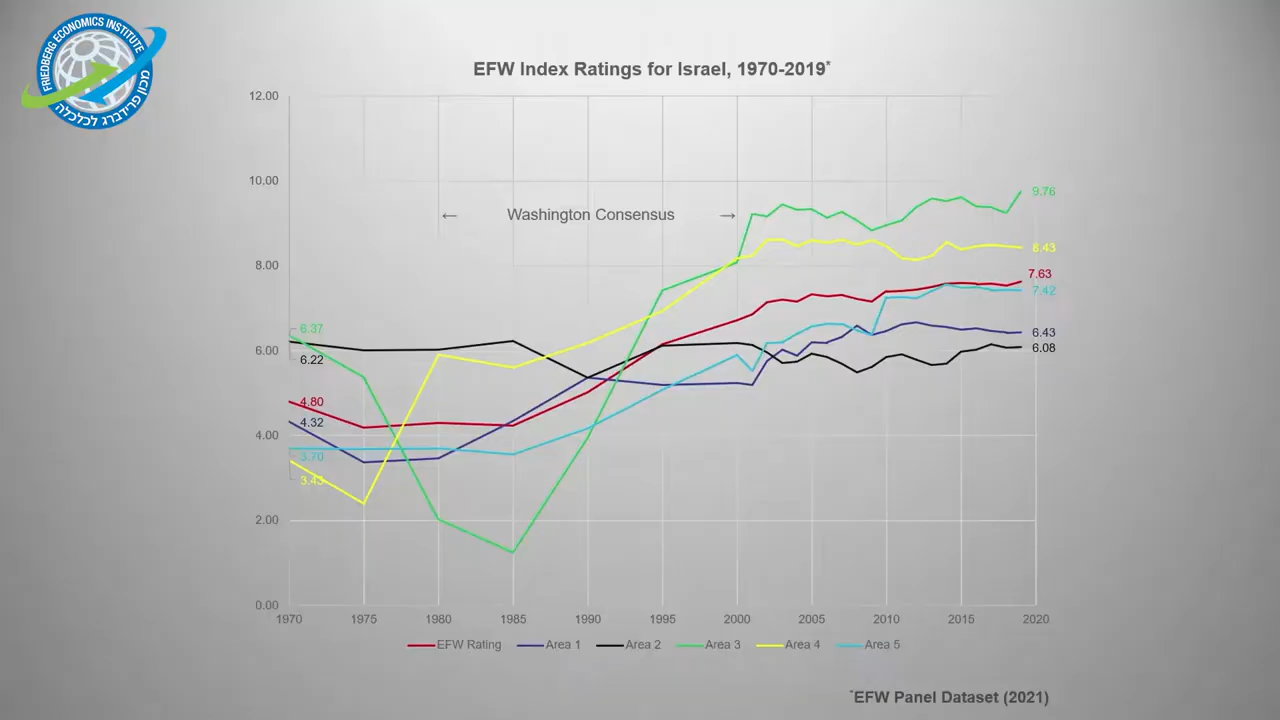 FRIEDBERG ECONOMICS INSTITUTE
מכון פרידברג לכלכלה
EFW Index Ratings for Israel, 1970-2019*
12.00
10.00
8.00
6.00
4.00
2.00
0.00
← Washington Consensus →
6.37
6.22
4.80
4.32
3.70
3.43
9.76
8.43
7.63
7.42
6.43
6.08
1970 1975 1980 1985 1990 1995 2000 2005 2010 2015 2020
EFW Rating Area 1 Area 2 Area 3 Area 4 Area 5
*EFW Panel Dataset (2021)